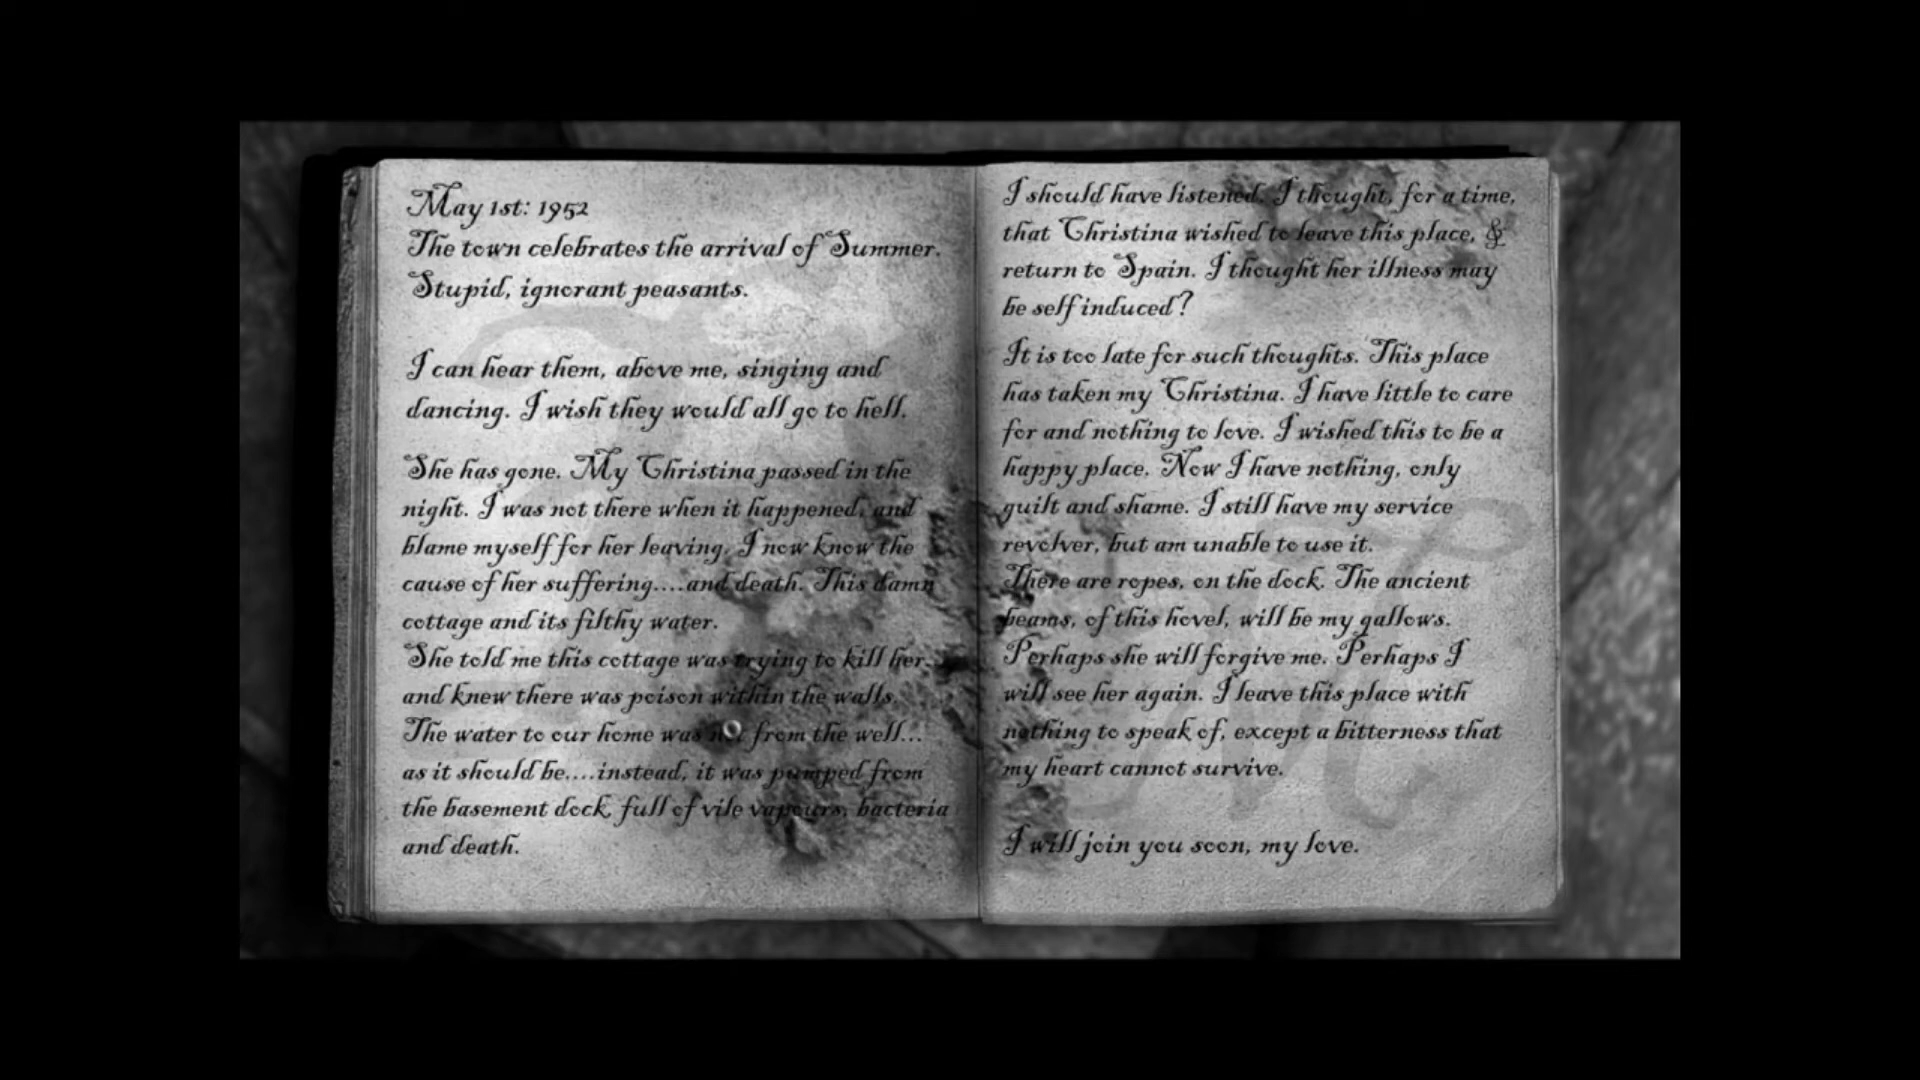 May 1st: 1952
The town celebrates the arrival of Summer.
Stupid, ignorant peasants.
I can hear them, above me, singing and
dancing. I wish they would all go to hell.
She has gone. My Christina passed in the
night. I was not there when it happened, and
blame myself for her leaving. I now know the
cause of her suffering....and death. This damn
cottage and its filthy water.
She told me this cottage was trying to kill her.
and knew there was poison within the walls.
The water to our home was not from the well...
as it should be....instead, it was pumped from
the basement dock, full of vile vapours, bacteria
and death.
I should have listened. I thought, for a time,
that Christina wished to leave this place, &
return to Spain. I thought her illness may
be self induced?
It is too late for such thoughts. This place
has taken my Christina. I have little to care
for and nothing to love. I wished this to be a
happy place. Now I have nothing, only
guilt and shame. I still have my service
revolver, but am unable to use it.
There are ropes, on the dock. The ancient
beams, of this hovel, will be my gallows.
Perhaps she will forgive me. Perhaps I
will see her again. I leave this place with
nothing to speak of, except a bitterness that
my heart cannot survive.
I will join you soon, my love.